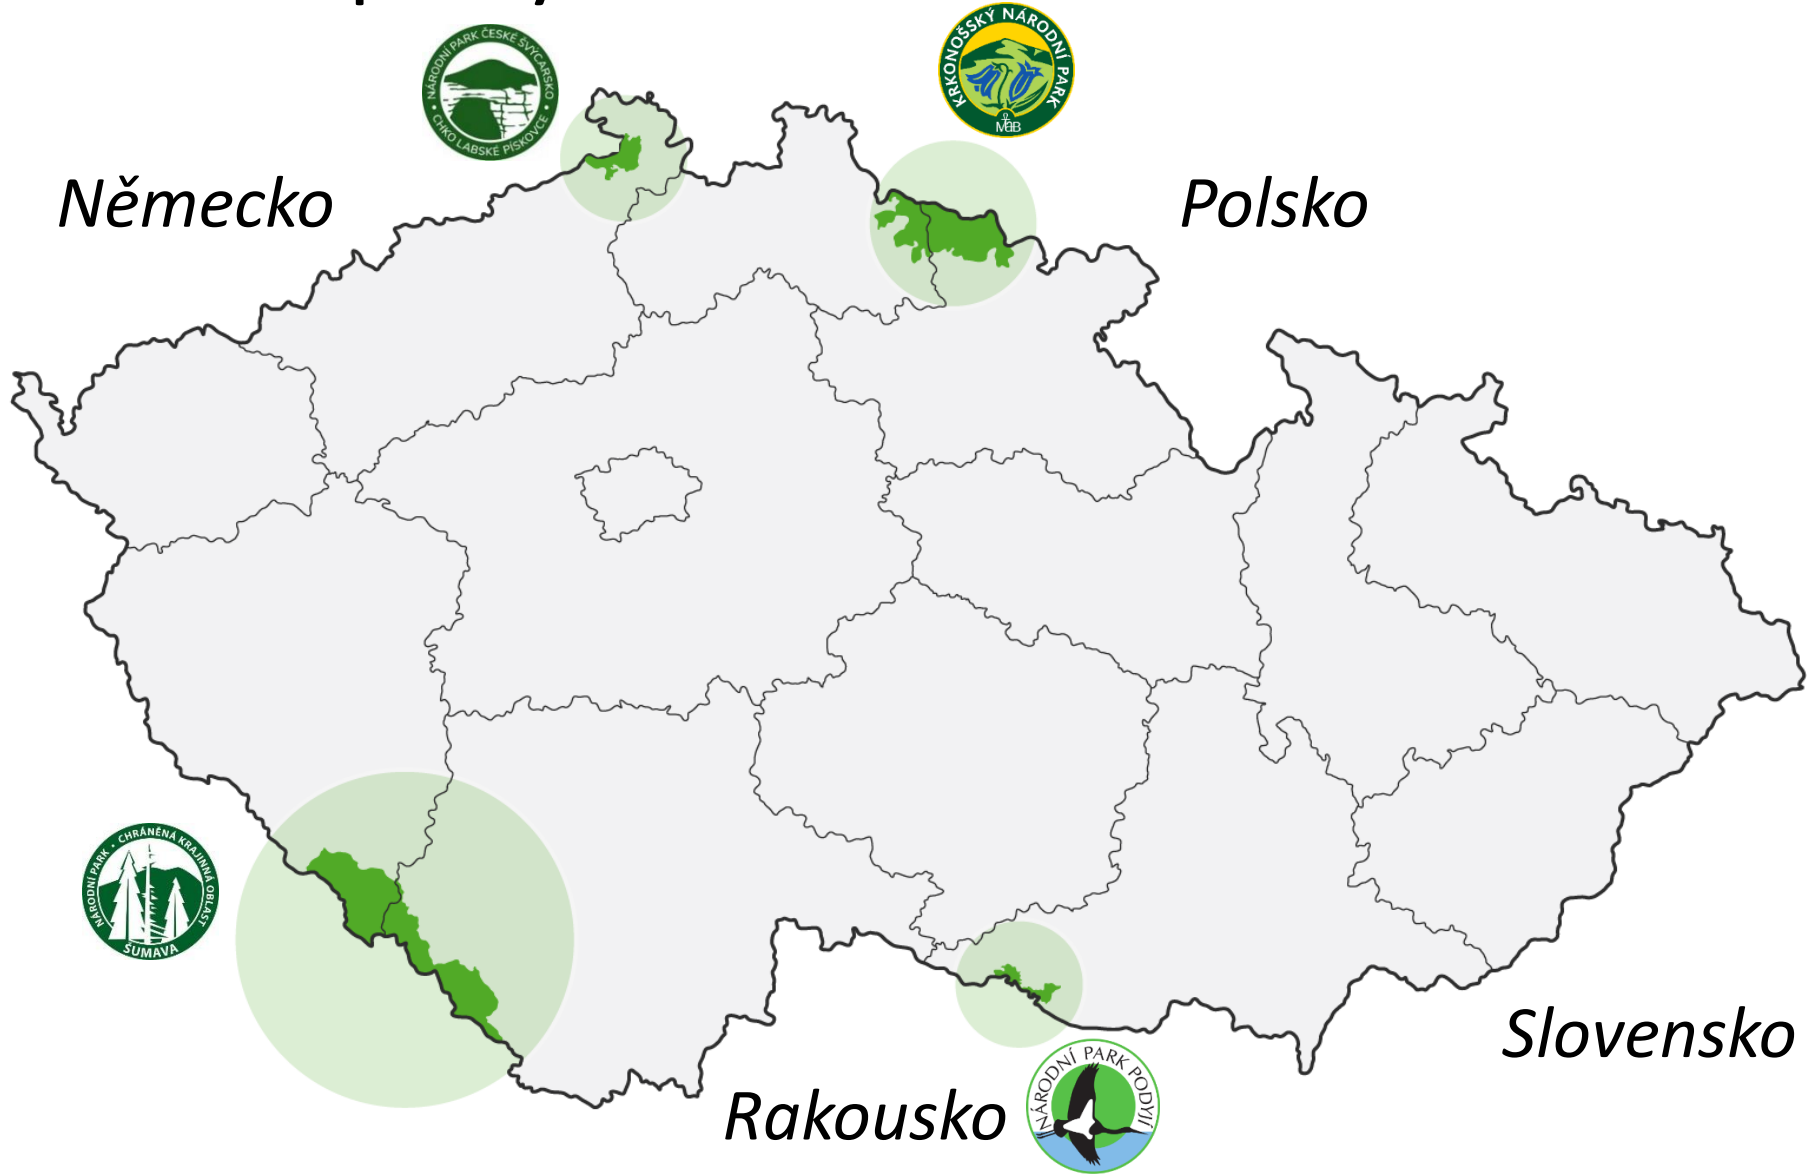 NÁRODNÍ PARK ČESKÉ ŠVÝCARSKO
CHKO LABSKÉ PÍSKOVCE
KRKONOŠSKÝ NÁRODNÍ PARK
MaB
Německo
Polsko
NÁRODNÍ PARK • CHRÁNĚNÁ KRAJINNÁ OBLAST
ŠUMAVA
Slovensko
Rakousko
NÁRODNÍ PARK PODYJÍ